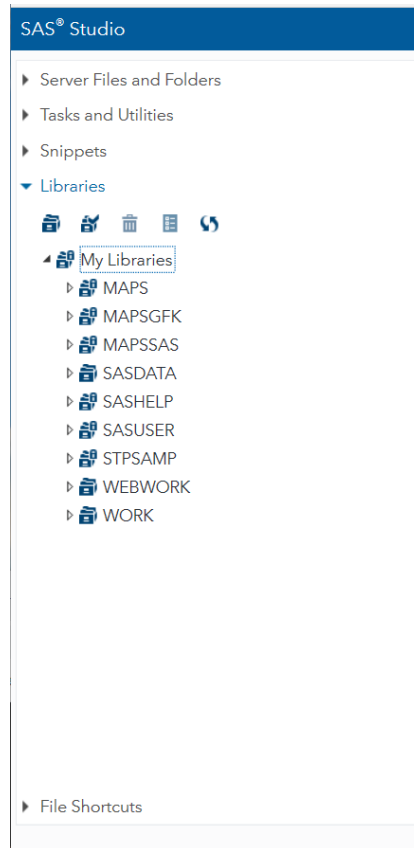 SAS® Studio
Server Files and Folders
Tasks and Utilities
Snippets
Libraries
My Libraries
MAPS
MAPSGFK
MAPSSAS
SASDATA
SASHELP
SASUSER
STPSAMP
WEBWORK
WORK
File Shortcuts